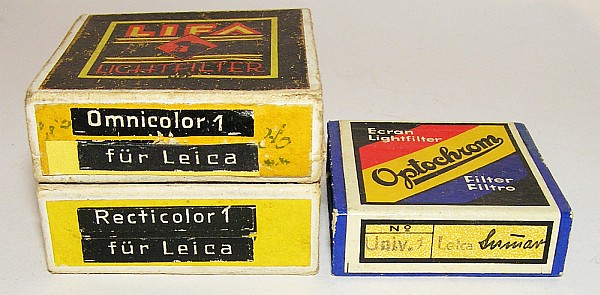 LIFA
LIGHTFILTER
Omnicolor 1
für Leica
Recticolor 1
für Leica
Ecran
Lightfilter
Optochrom
Filter
Filtro
No
Univ. 1 Leica Summar